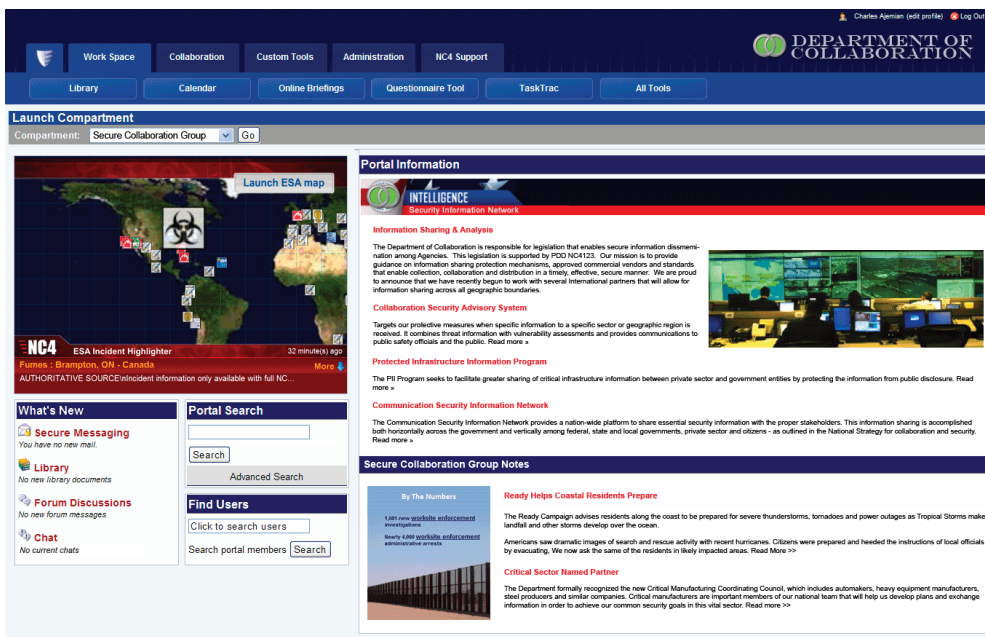 Charles Ajemian (edit profile) Log Out
DEPARTMENT OF
COLLABORATION
Work Space Collaboration Custom Tools Administration NC4 Support
Library Calendar Online Briefings Questionnaire Tool TaskTrac All Tools
Launch Compartment
Compartment: Secure Collaboration Group Go
Launch ESA map
NC4 ESA Incident Highlighter 32 minute(s) ago
Fumes : Brampton, ON - Canada More
AUTHORITATIVE SOURCE\nIncident information only available with full NC...
What's New
Secure Messaging
You have no new mail.
Library
No new library documents
Forum Discussions
No new forum messages
Chat
No current chats
Portal Search
Search
Advanced Search
Find Users
Click to search users
Search portal members Search
Portal Information
INTELLIGENCE
Security Information Network
Information Sharing & Analysis
The Department of Collaboration is responsible for legislation that enables secure information dissmemi-
nation among Agencies. This legislation is supported by PDD NC4123. Our mission is to provide
guidance on information sharing protection mechanisms, approved commercial vendors and standards
that enable collection, collaboration and distribution in a timely, effective, secure manner. We are proud
to announce that we have recently begun to work with several International partners that will allow for
information sharing across all geographic boundaries.
Collaboration Security Advisory System
Targets our protective measures when specific information to a specific sector or geographic region is
received. It combines threat information with vulnerability assessments and provides communications to
public safety officials and the public. Read more »
Protected Infrastructure Information Program
The PII Program seeks to facilitate greater sharing of critical infrastructure information between private sector and government entities by protecting the information from public disclosure. Read
more »
Communication Security Information Network
The Communication Security Information Network provides a nation-wide platform to share essential security information with the proper stakeholders. This information sharing is accomplished
both horizontally across the government and vertically among federal, state and local governments, private sector and citizens - as outlined in the National Strategy for collaboration and security.
Read more »
Secure Collaboration Group Notes
By The Numbers
1,681 new worksite enforcement
investigations
Nearly 4,000 worksite enforcement
administrative arrests
Ready Helps Coastal Residents Prepare
The Ready Campaign advises residents along the coast to be prepared for severe thunderstorms, tornadoes and power outages as Tropical Storms make
landfall and other storms develop over the ocean.
Americans saw dramatic images of search and rescue activity with recent hurricanes. Citizens were prepared and heeded the instructions of local officials
by evacuating, We now ask the same of the residents in likely impacted areas. Read More >>
Critical Sector Named Partner
The Department formally recognized the new Critical Manufacturing Coordinating Council, which includes automakers, heavy equipment manufacturers,
steel producers and similar companies. Critical manufacturers are important members of our national team that will help us develop plans and exchange
information in order to achieve our common security goals in this vital sector. Read more >>